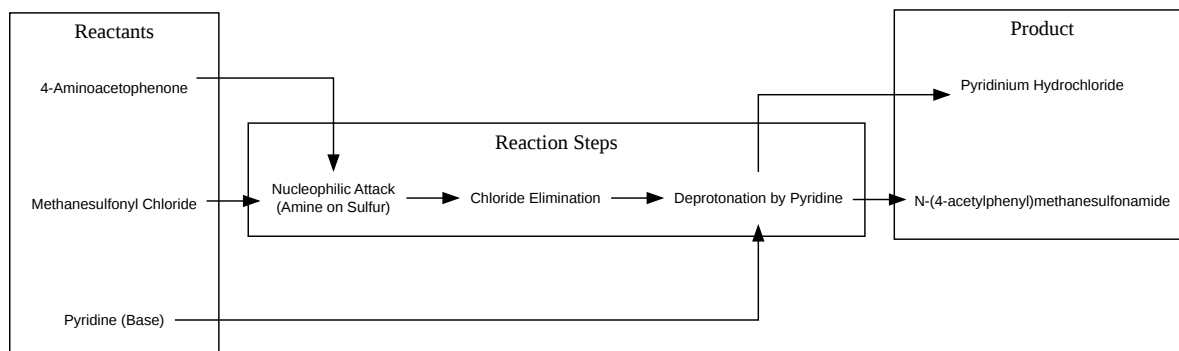 Reactants
4-Aminoacetophenone
Methanesulfonyl Chloride
Pyridine (Base)
Reaction Steps
Nucleophilic Attack
(Amine on Sulfur)
Chloride Elimination
Deprotonation by Pyridine
Product
Pyridinium Hydrochloride
N-(4-acetylphenyl)methanesulfonamide